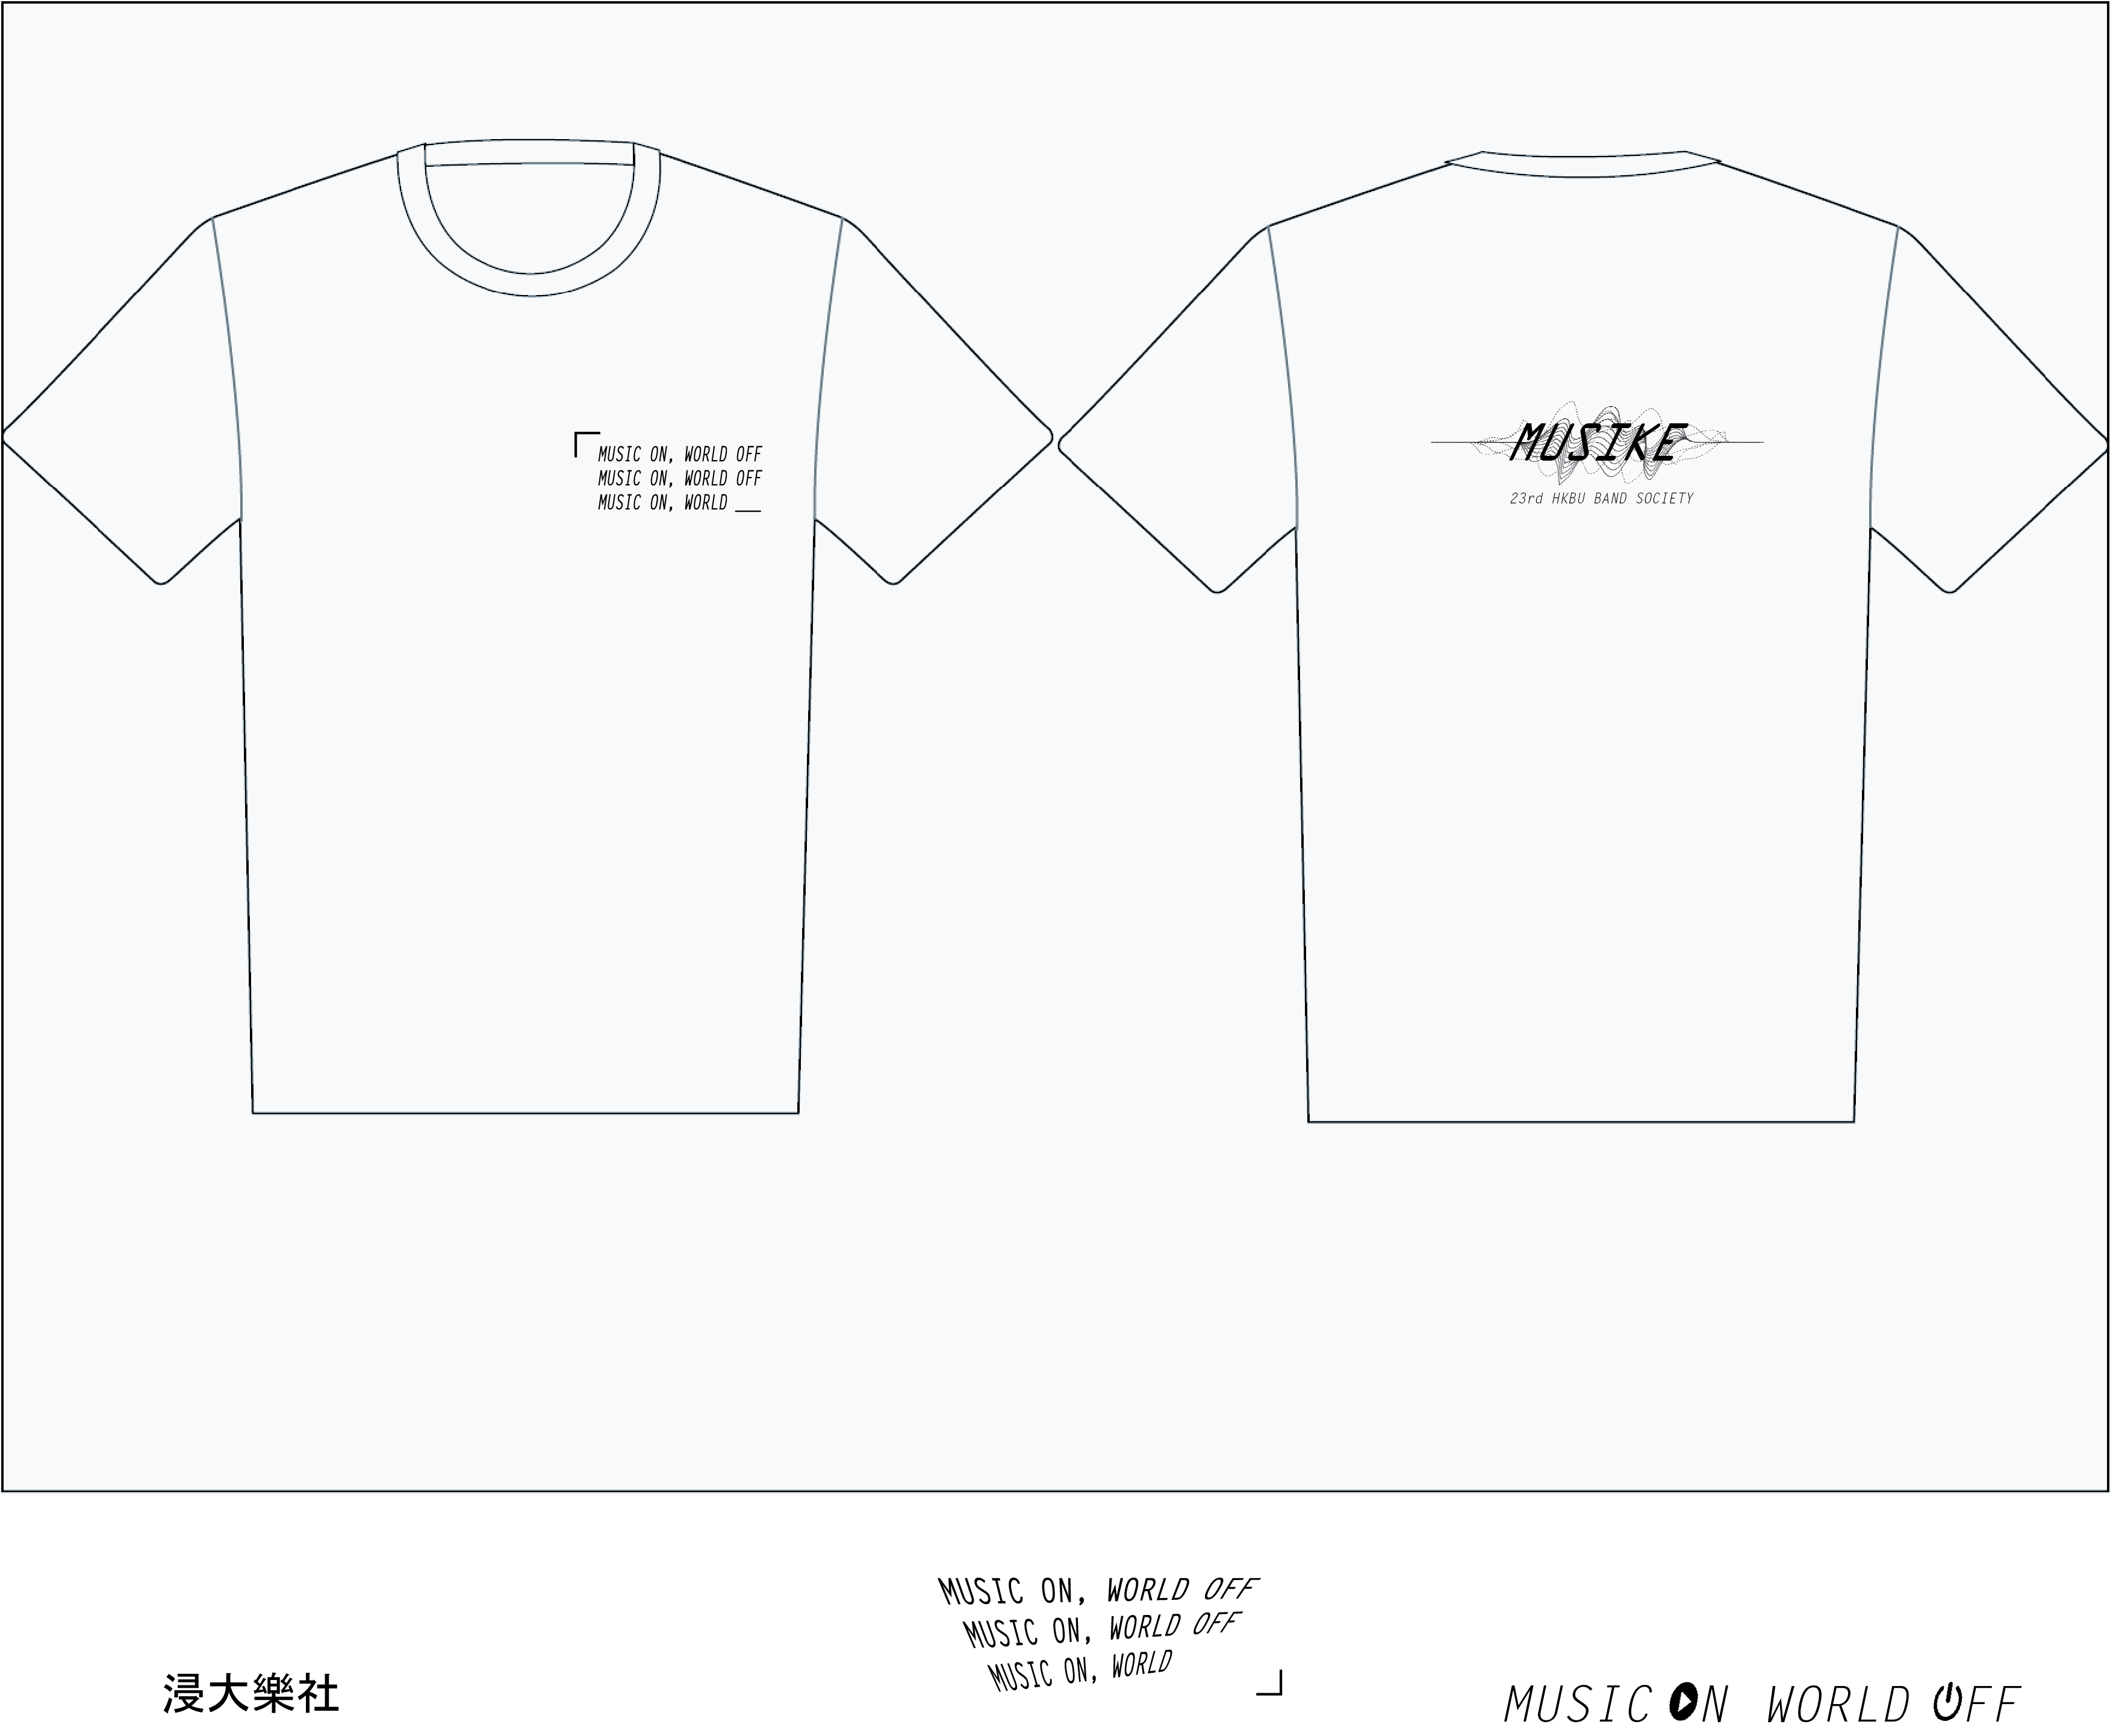 MUSIC ON, WORLD OFF
MUSIC ON, WORLD OFF
MUSIC ON, WORLD ___
MUSIKE
23rd HKBU BAND SOCIETY
MUSIC ON, WORLD OFF
MUSIC ON, WORLD OFF
MUSIC ON, WORLD
浸大樂社
MUSIC ON WORLD OFF